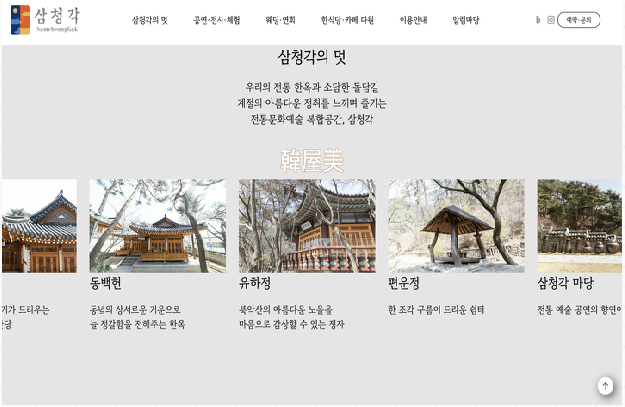 삼청각
SamcheongGak
삼청각의 멋
공연·전시·체험
웨딩·연회
한식당·카페 다원
이용안내
알림마당
b
예약·문의
삼청각의 멋
우리의 전통 한옥과 소담한 돌담길
계절의 아름다운 정취를 느끼며 즐기는
전통문화예술 복합공간, 삼청각
韓屋美
기가 드리우는
동백헌
동백의 상서로운 기운으로
늘 정갈함을 전해주는 한옥
유하정
북악산의 아름다운 노을을
마음으로 감상할 수 있는 정자
편운정
한 조각 구름이 드리운 쉼터
삼청각 마당
전통 예술 공연의 향연이